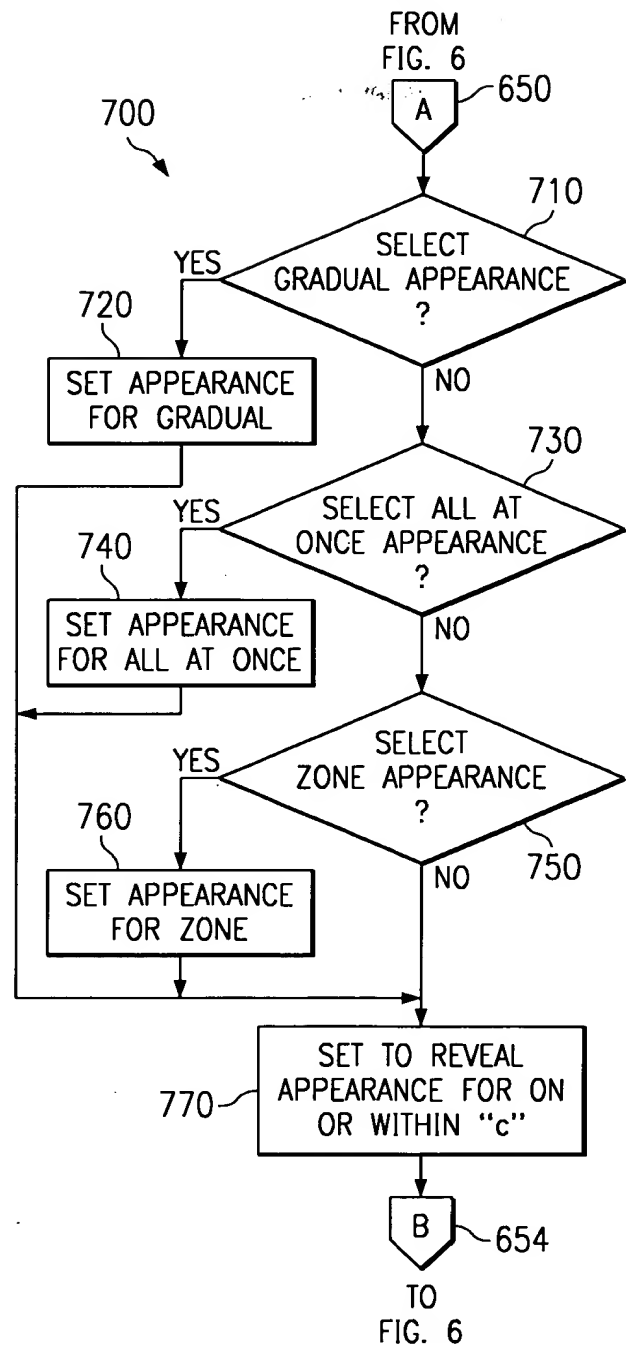 FROM
FIG. 6
A
650
700
710
SELECT
GRADUAL APPEARANCE
?
YES
NO
720
SET APPEARANCE
FOR GRADUAL
730
SELECT ALL AT
ONCE APPEARANCE
?
YES
NO
740
SET APPEARANCE
FOR ALL AT ONCE
SELECT
ZONE APPEARANCE
?
YES
NO
750
760
SET APPEARANCE
FOR ZONE
SET TO REVEAL
APPEARANCE FOR ON
OR WITHIN "c"
770
B
654
TO
FIG. 6